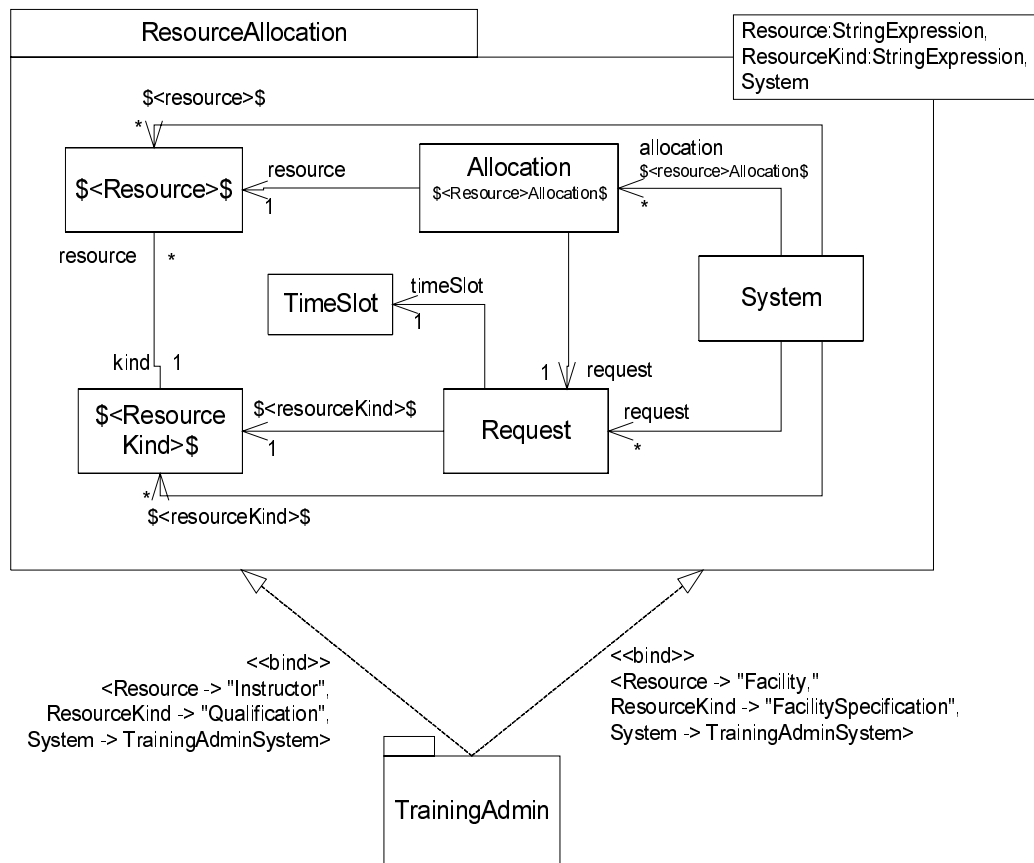 ResourceAllocation
Resource:StringExpression,
ResourceKind:StringExpression,
System
$<resource>$
*
$<Resource>$
resource
1
Allocation
$<Resource>Allocation$
allocation
$<resource>Allocation$
*
resource
*
TimeSlot
timeSlot
1
System
kind
1
1
request
$<Resource
Kind>$
$<resourceKind>$
1
Request
request
*
*
$<resourceKind>$
<<bind>>
<Resource -> "Instructor",
ResourceKind -> "Qualification",
System -> TrainingAdminSystem>
<<bind>>
<Resource -> "Facility,"
ResourceKind -> "FacilitySpecification",
System -> TrainingAdminSystem>
TrainingAdmin